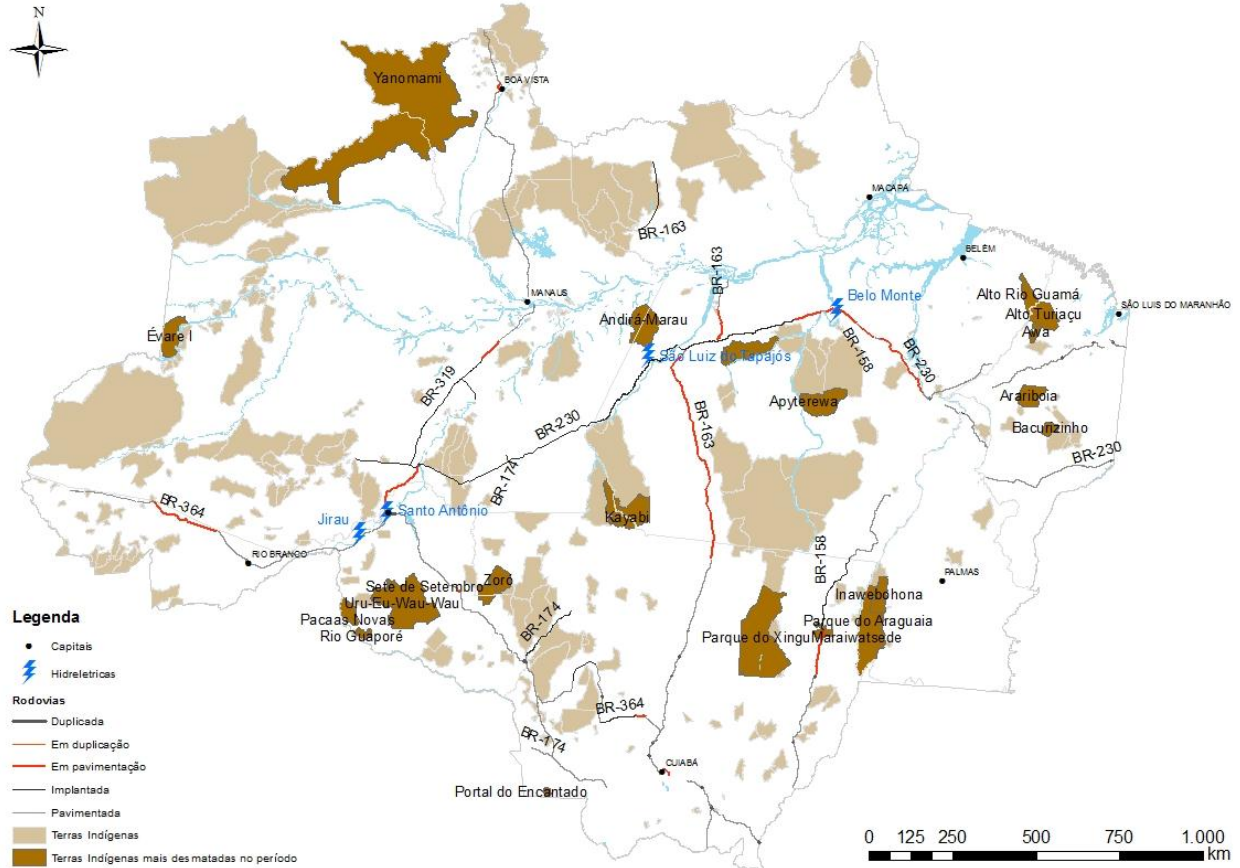 N
Yanomami
BOA VISTA
MACAPÁ
BR-163
BR-163
BELÉM
MANAUS
Belo Monte
Alto Rio Guamá
SÃO LUIS DO MARANHÃO
Andirá-Marau
Alto Turiaçu
Awa
Évare I
São Luiz do Tapajós
BR-158
BR-230
BR-319
Apyterewa
Arariboia
BR-230
BR-163
Bacurizinho
BR-230
BR-174
BR-364
Kayabi
Santo Antônio
Jirau
RIO BRANCO
BR-158
PALMAS
Sete de Setembro
Zoró
Inawebohona
Uru-Eu-Wau-Wau
Pacaas Novais
Parque do Araguaia
Rio Guaporé
BR-174
Parque do Xingu
Maraiwatsede
BR-364
BR-174
CUIABÁ
Portal do Encantado
Legenda
Capitais
Hidreletricas
Rodovias
Duplicada
Em duplicação
Em pavimentação
Implantada
Pavimentada
Terras Indígenas
Terras Indígenas mais desmatadas no período
0 125 250 500 750 1.000
km